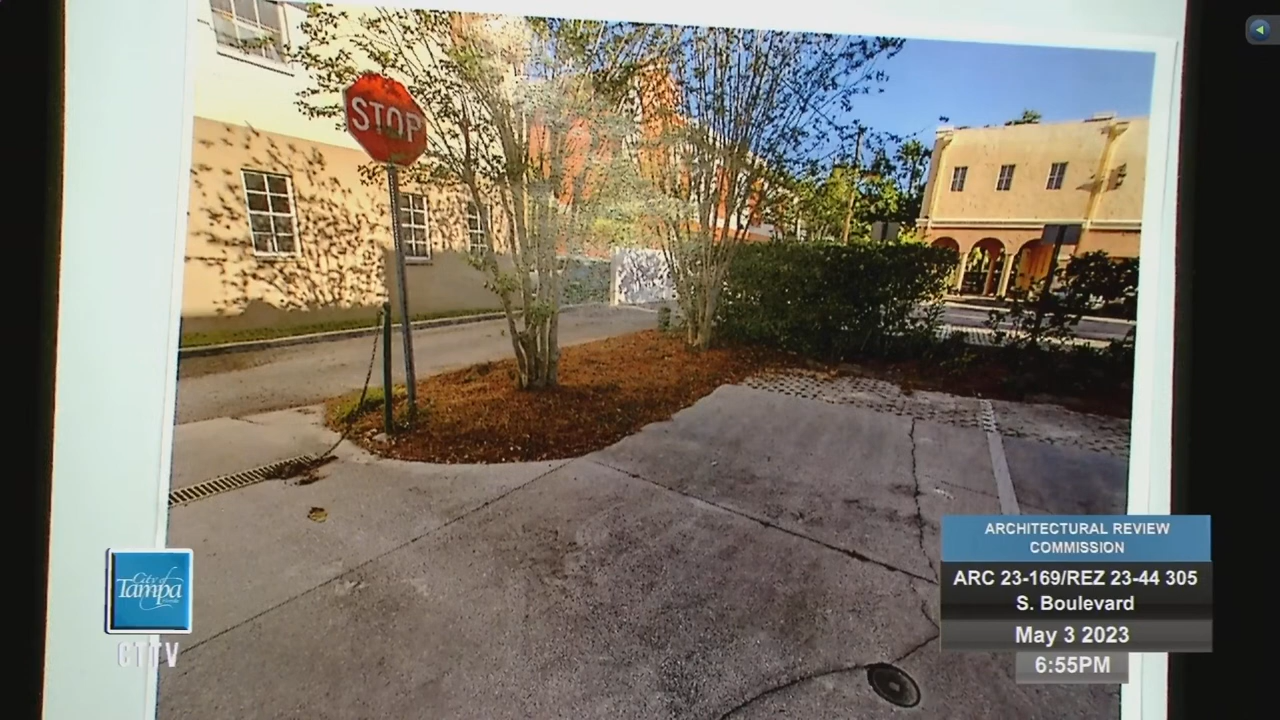 STOP
ARCHITECTURAL REVIEW
COMMISSION
ARC 23-169/REZ 23-44 305
S. Boulevard
May 3 2023
6:55PM
City of
Tampa
CTTV